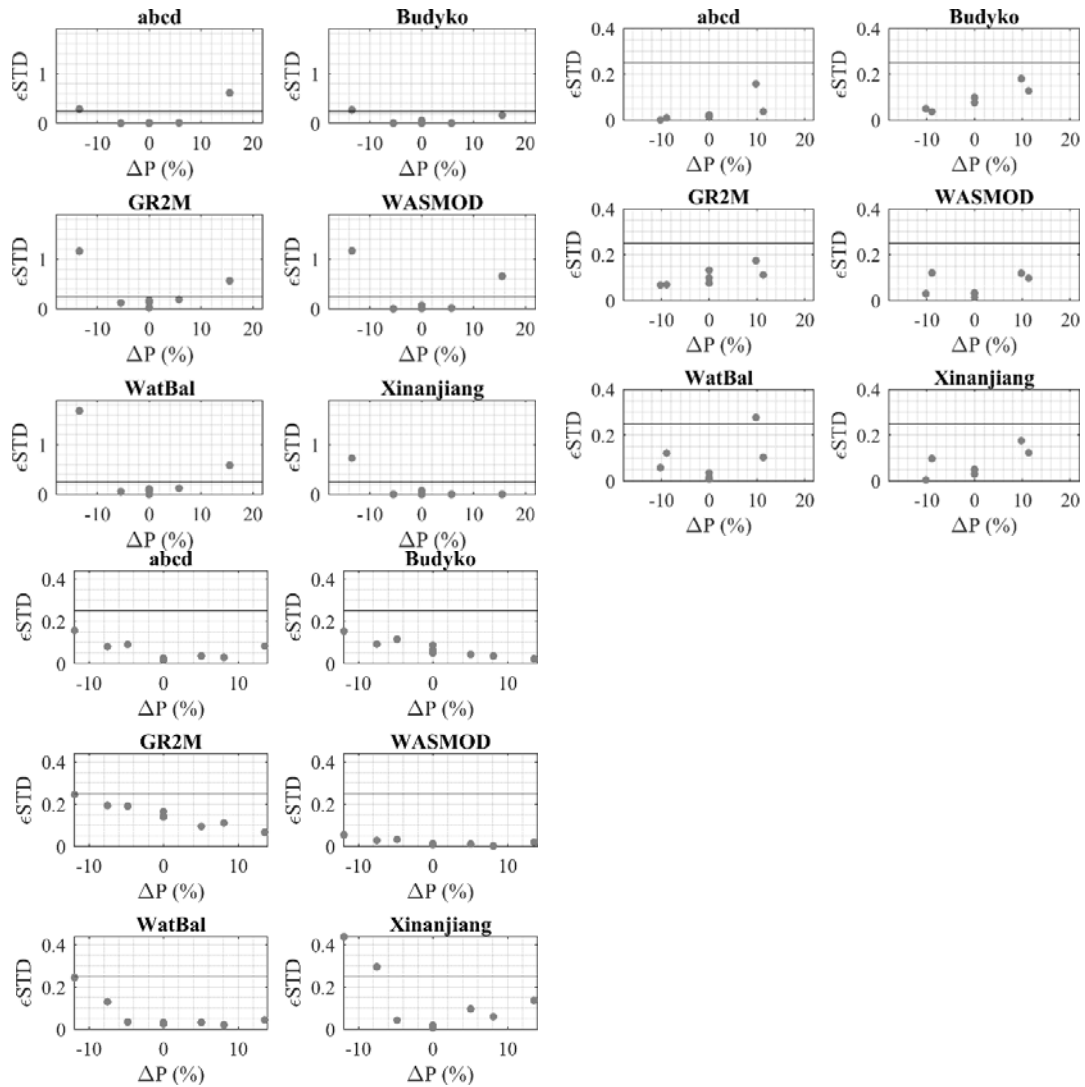 abcd
1
0
ϵSTD
-10 0 10 20
ΔP (%)
Budyko
1
0
ϵSTD
-10 0 10 20
ΔP (%)
GR2M
1
0
ϵSTD
-10 0 10 20
ΔP (%)
WASMOD
1
0
ϵSTD
-10 0 10 20
ΔP (%)
WatBal
1
0
ϵSTD
-10 0 10 20
ΔP (%)
Xinanjiang
1
0
ϵSTD
-10 0 10 20
ΔP (%)
abcd
0.4
0.2
0
ϵSTD
-10 0 10 20
ΔP (%)
Budyko
0.4
0.2
0
ϵSTD
-10 0 10 20
ΔP (%)
GR2M
0.4
0.2
0
ϵSTD
-10 0 10 20
ΔP (%)
WASMOD
0.4
0.2
0
ϵSTD
-10 0 10 20
ΔP (%)
WatBal
0.4
0.2
0
ϵSTD
-10 0 10 20
ΔP (%)
Xinanjiang
0.4
0.2
0
ϵSTD
-10 0 10 20
ΔP (%)
abcd
0.4
0.2
0
ϵSTD
-10 0 10
ΔP (%)
Budyko
0.4
0.2
0
ϵSTD
-10 0 10
ΔP (%)
GR2M
0.4
0.2
0
ϵSTD
-10 0 10
ΔP (%)
WASMOD
0.4
0.2
0
ϵSTD
-10 0 10
ΔP (%)
WatBal
0.4
0.2
0
ϵSTD
-10 0 10
ΔP (%)
Xinanjiang
0.4
0.2
0
ϵSTD
-10 0 10
ΔP (%)